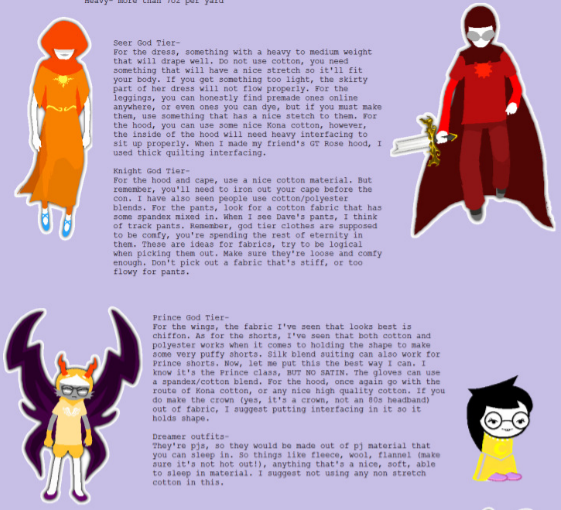 Heavy- more than 7oz per yard
Seer God Tier-
For the dress, something with a heavy to medium weight
that will drape well. Do not use cotton, you need
something that will have a nice stretch so it'll fit
your body. If you get something too light, the skirty
part of her dress will not flow properly. For the
leggings, you can honestly find premade ones online
anywhere, or even ones you can dye, but if you must make
them, use something that has a nice stetch to them. For
the hood, you can use some nice Kona cotton, however,
the inside of the hood will need heavy interfacing to
sit up properly. When I made my friend's GT Rose hood, I
used thick quilting interfacing.
Knight God Tier-
For the hood and cape, use a nice cotton material. But
remember, you'll need to iron out your cape before the
con. I have also seen people use cotton/polyester
blends. For the pants, look for a cotton fabric that has
some spandex mixed in. When I see Dave's pants, I think
of track pants. Remember, god tier clothes are supposed
to be comfy, you're spending the rest of eternity in
them. These are ideas for fabrics, try to be logical
when picking them out. Make sure they're loose and comfy
enough. Don't pick out a fabric that's stiff, or too
flowy for pants.
Prince God Tier-
For the wings, the fabric I've seen that looks best is
chiffon. As for the shorts, I've seen that both cotton and
polyester works when it comes to holding the shape to make
some very puffy shorts. Silk blend suiting can also work for
Prince shorts. Now, let me put this the best way I can. I
know it's the Prince class, BUT NO SATIN. The gloves can use
a spandex/cotton blend. For the hood, once again go with the
route of Kona cotton, or any nice high quality cotton. If you
do make the crown (yes, it's a crown, not an 80s headband)
out of fabric, I suggest putting interfacing in it so it
holds shape.
Dreamer outfits-
They're pjs, so they would be made out of pj material that
you can sleep in. So things like fleece, wool, flannel (make
sure it's not hot out!), anything that's a nice, soft, able
to sleep in material. I suggest not using any non stretch
cotton in this.